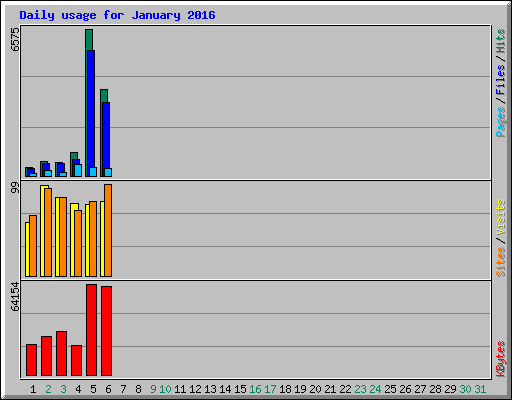 Daily usage for January 2016
6575
99
64154
Pages / Files / Hits
Sites / Visits
KBytes
1 2 3 4 5 6 7 8 9 10 11 12 13 14 15 16 17 18 19 20 21 22 23 24 25 26 27 28 29 30 31